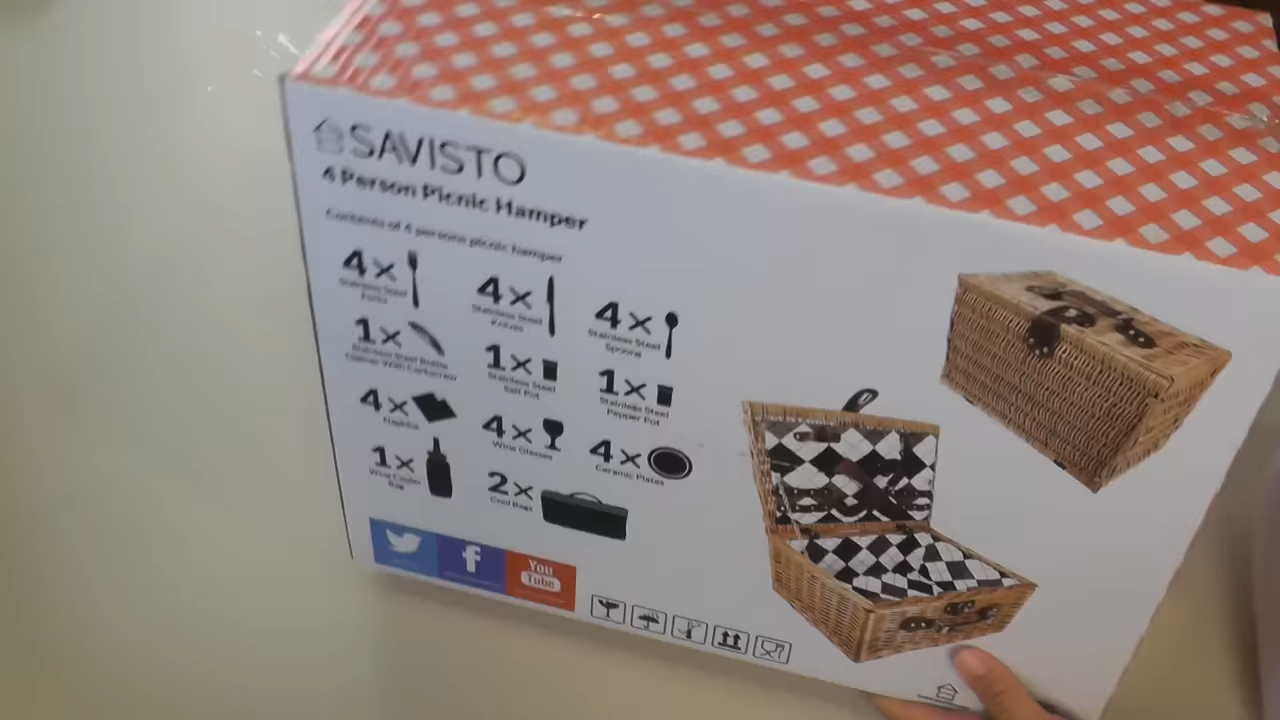 SAVISTO
4 Person Picnic Hamper
Contents of 4 persons picnic hamper
4x
Stainless Steel
Forks
4x
Stainless Steel
Knives
4x
Stainless Steel
Spoons
1x
Stainless Steel Bottle
Opener With Corkscrew
1x
Stainless Steel
Salt Pot
1x
Stainless Steel
Pepper Pot
4x
Napkins
4x
Wine Glasses
4x
Ceramic Plates
1x
Wine Cooler
Bag
2x
Cool Bags
f
You
Tube